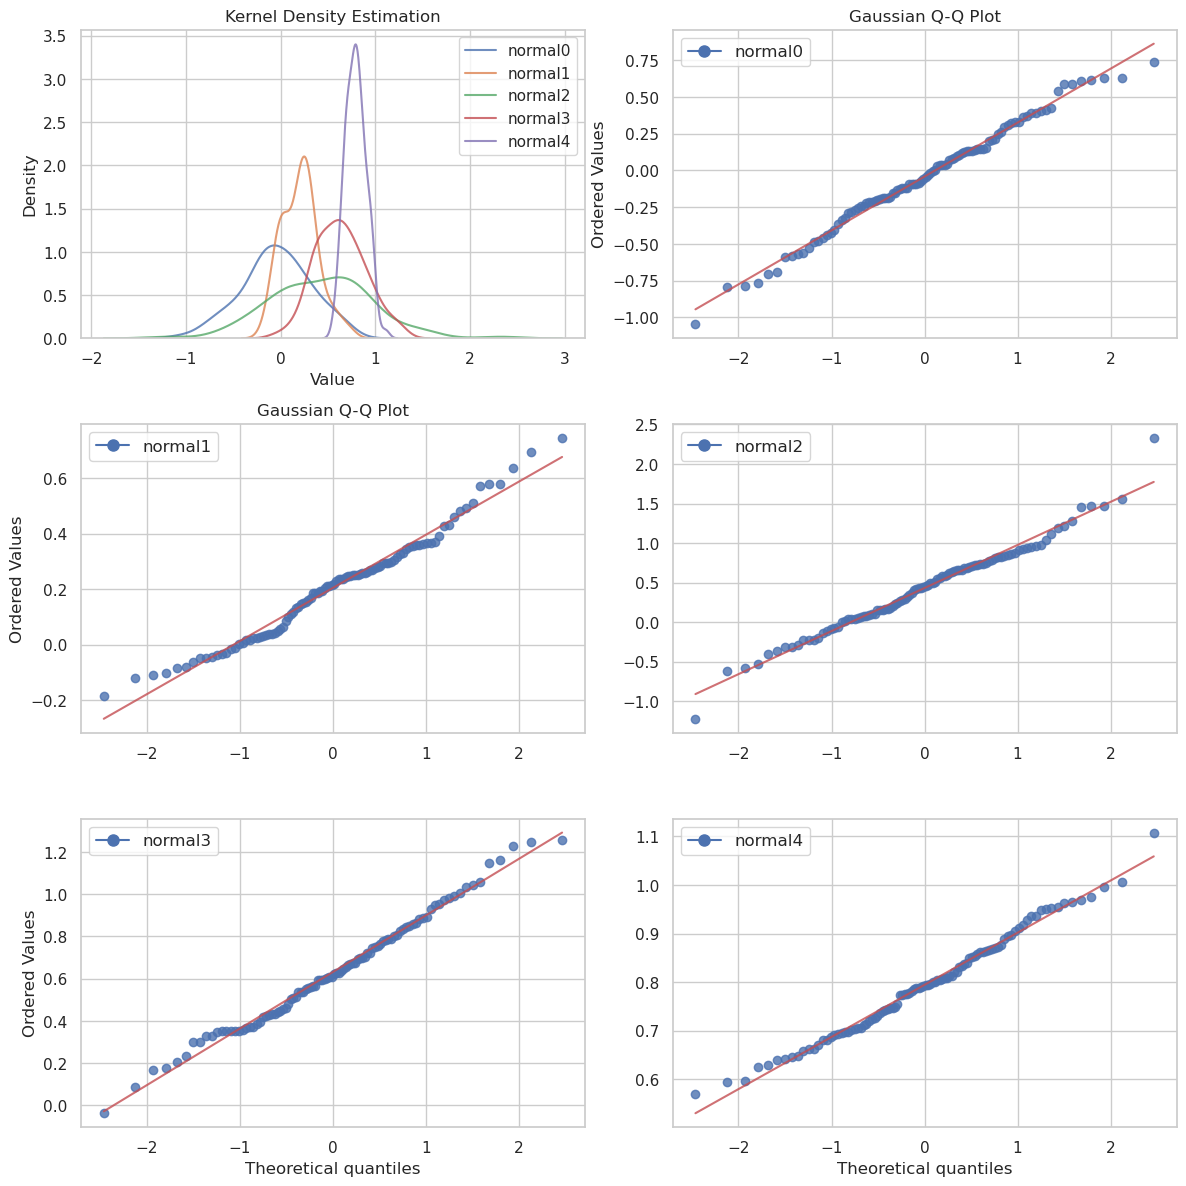 Kernel Density Estimation
3.5
3.0
2.5
2.0
1.5
1.0
0.5
0.0
Density
−2 −1 0 1 2 3
Value
normal0
normal1
normal2
normal3
normal4
Gaussian Q-Q Plot
normal0
0.75
0.50
0.25
0.00
−0.25
−0.50
−0.75
−1.00
Ordered Values
−2 −1 0 1 2
Gaussian Q-Q Plot
normal1
0.6
0.4
0.2
0.0
−0.2
Ordered Values
−2 −1 0 1 2
normal2
2.5
2.0
1.5
1.0
0.5
0.0
−0.5
−1.0
−2 −1 0 1 2
normal3
1.2
1.0
0.8
0.6
0.4
0.2
0.0
Ordered Values
−2 −1 0 1 2
Theoretical quantiles
normal4
1.1
1.0
0.9
0.8
0.7
0.6
−2 −1 0 1 2
Theoretical quantiles